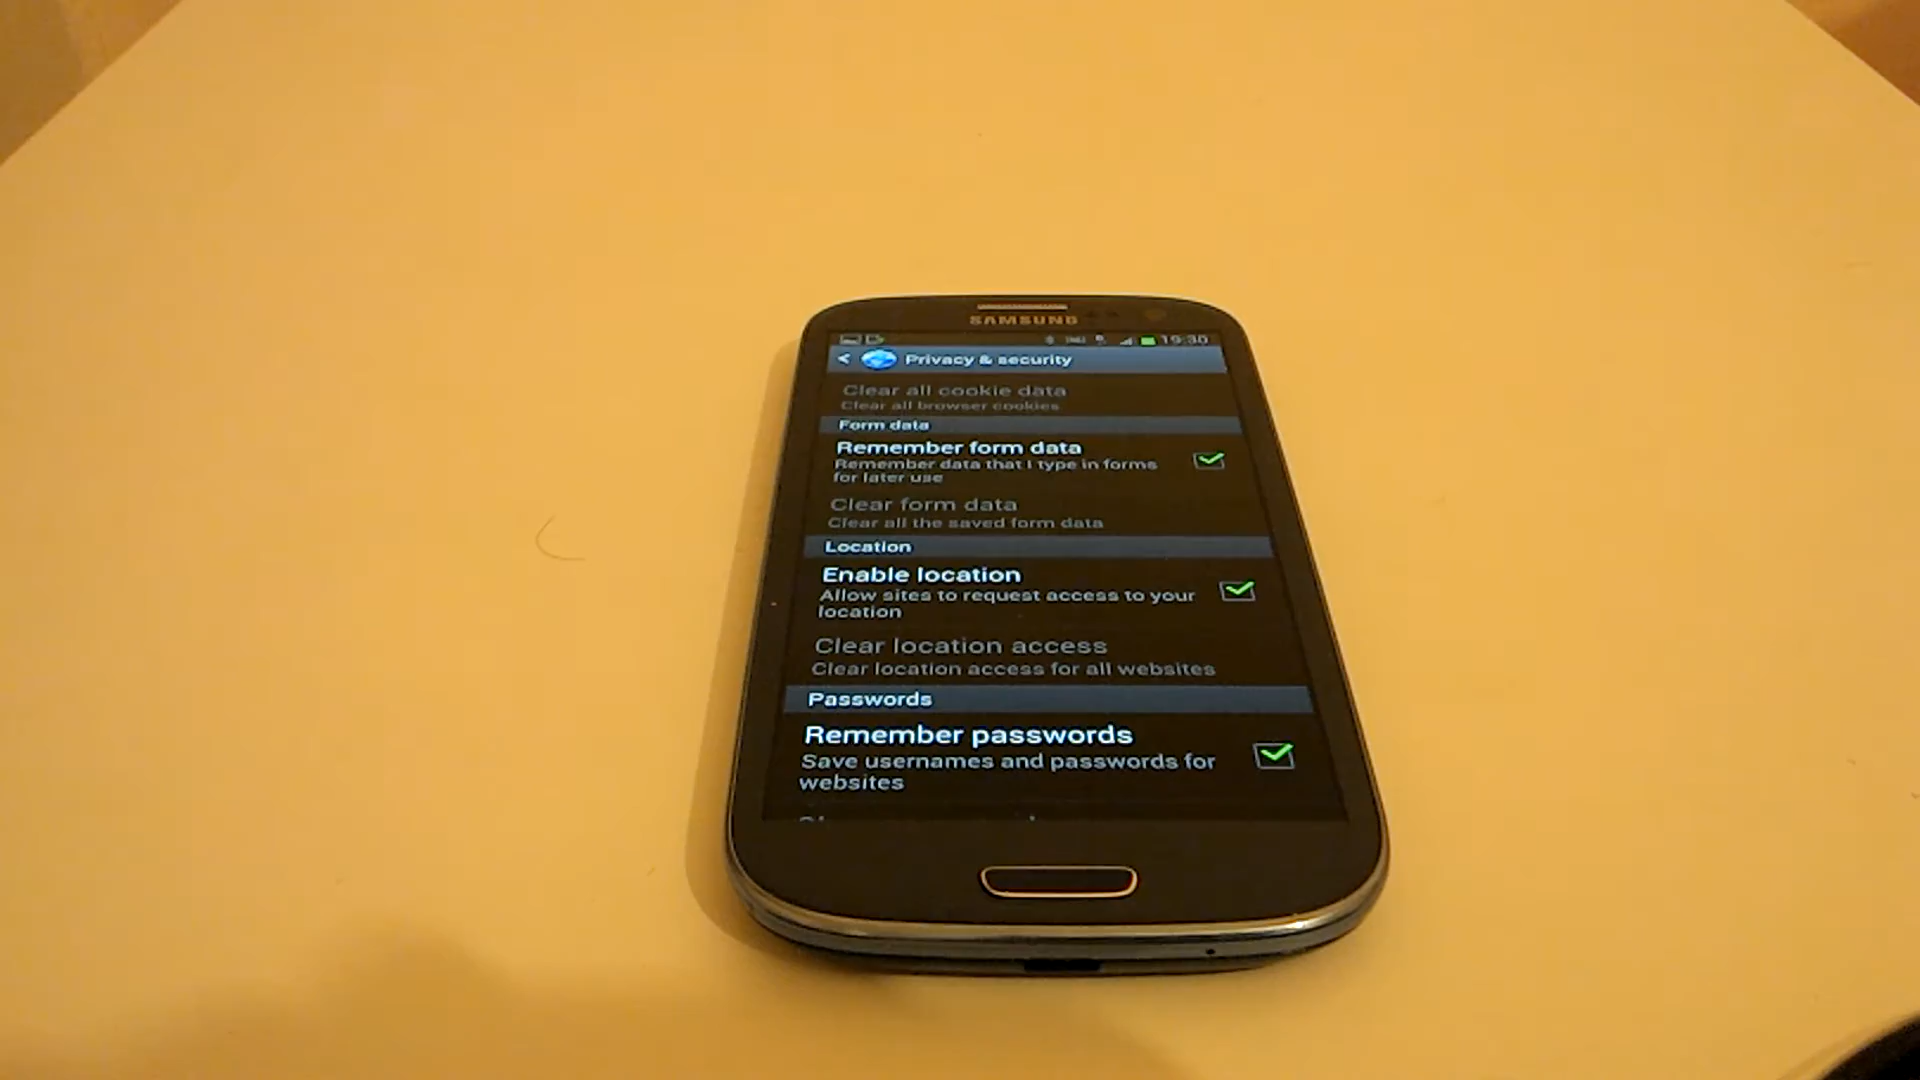 SAMSUNG
19:30
Privacy & security
Clear all cookie data
Clear all browser cookies
Form data
Remember form data
Remember data that I type in forms
for later use
Clear form data
Clear all the saved form data
Location
Enable location
Allow sites to request access to your
location
Clear location access
Clear location access for all websites
Passwords
Remember passwords
Save usernames and passwords for
websites